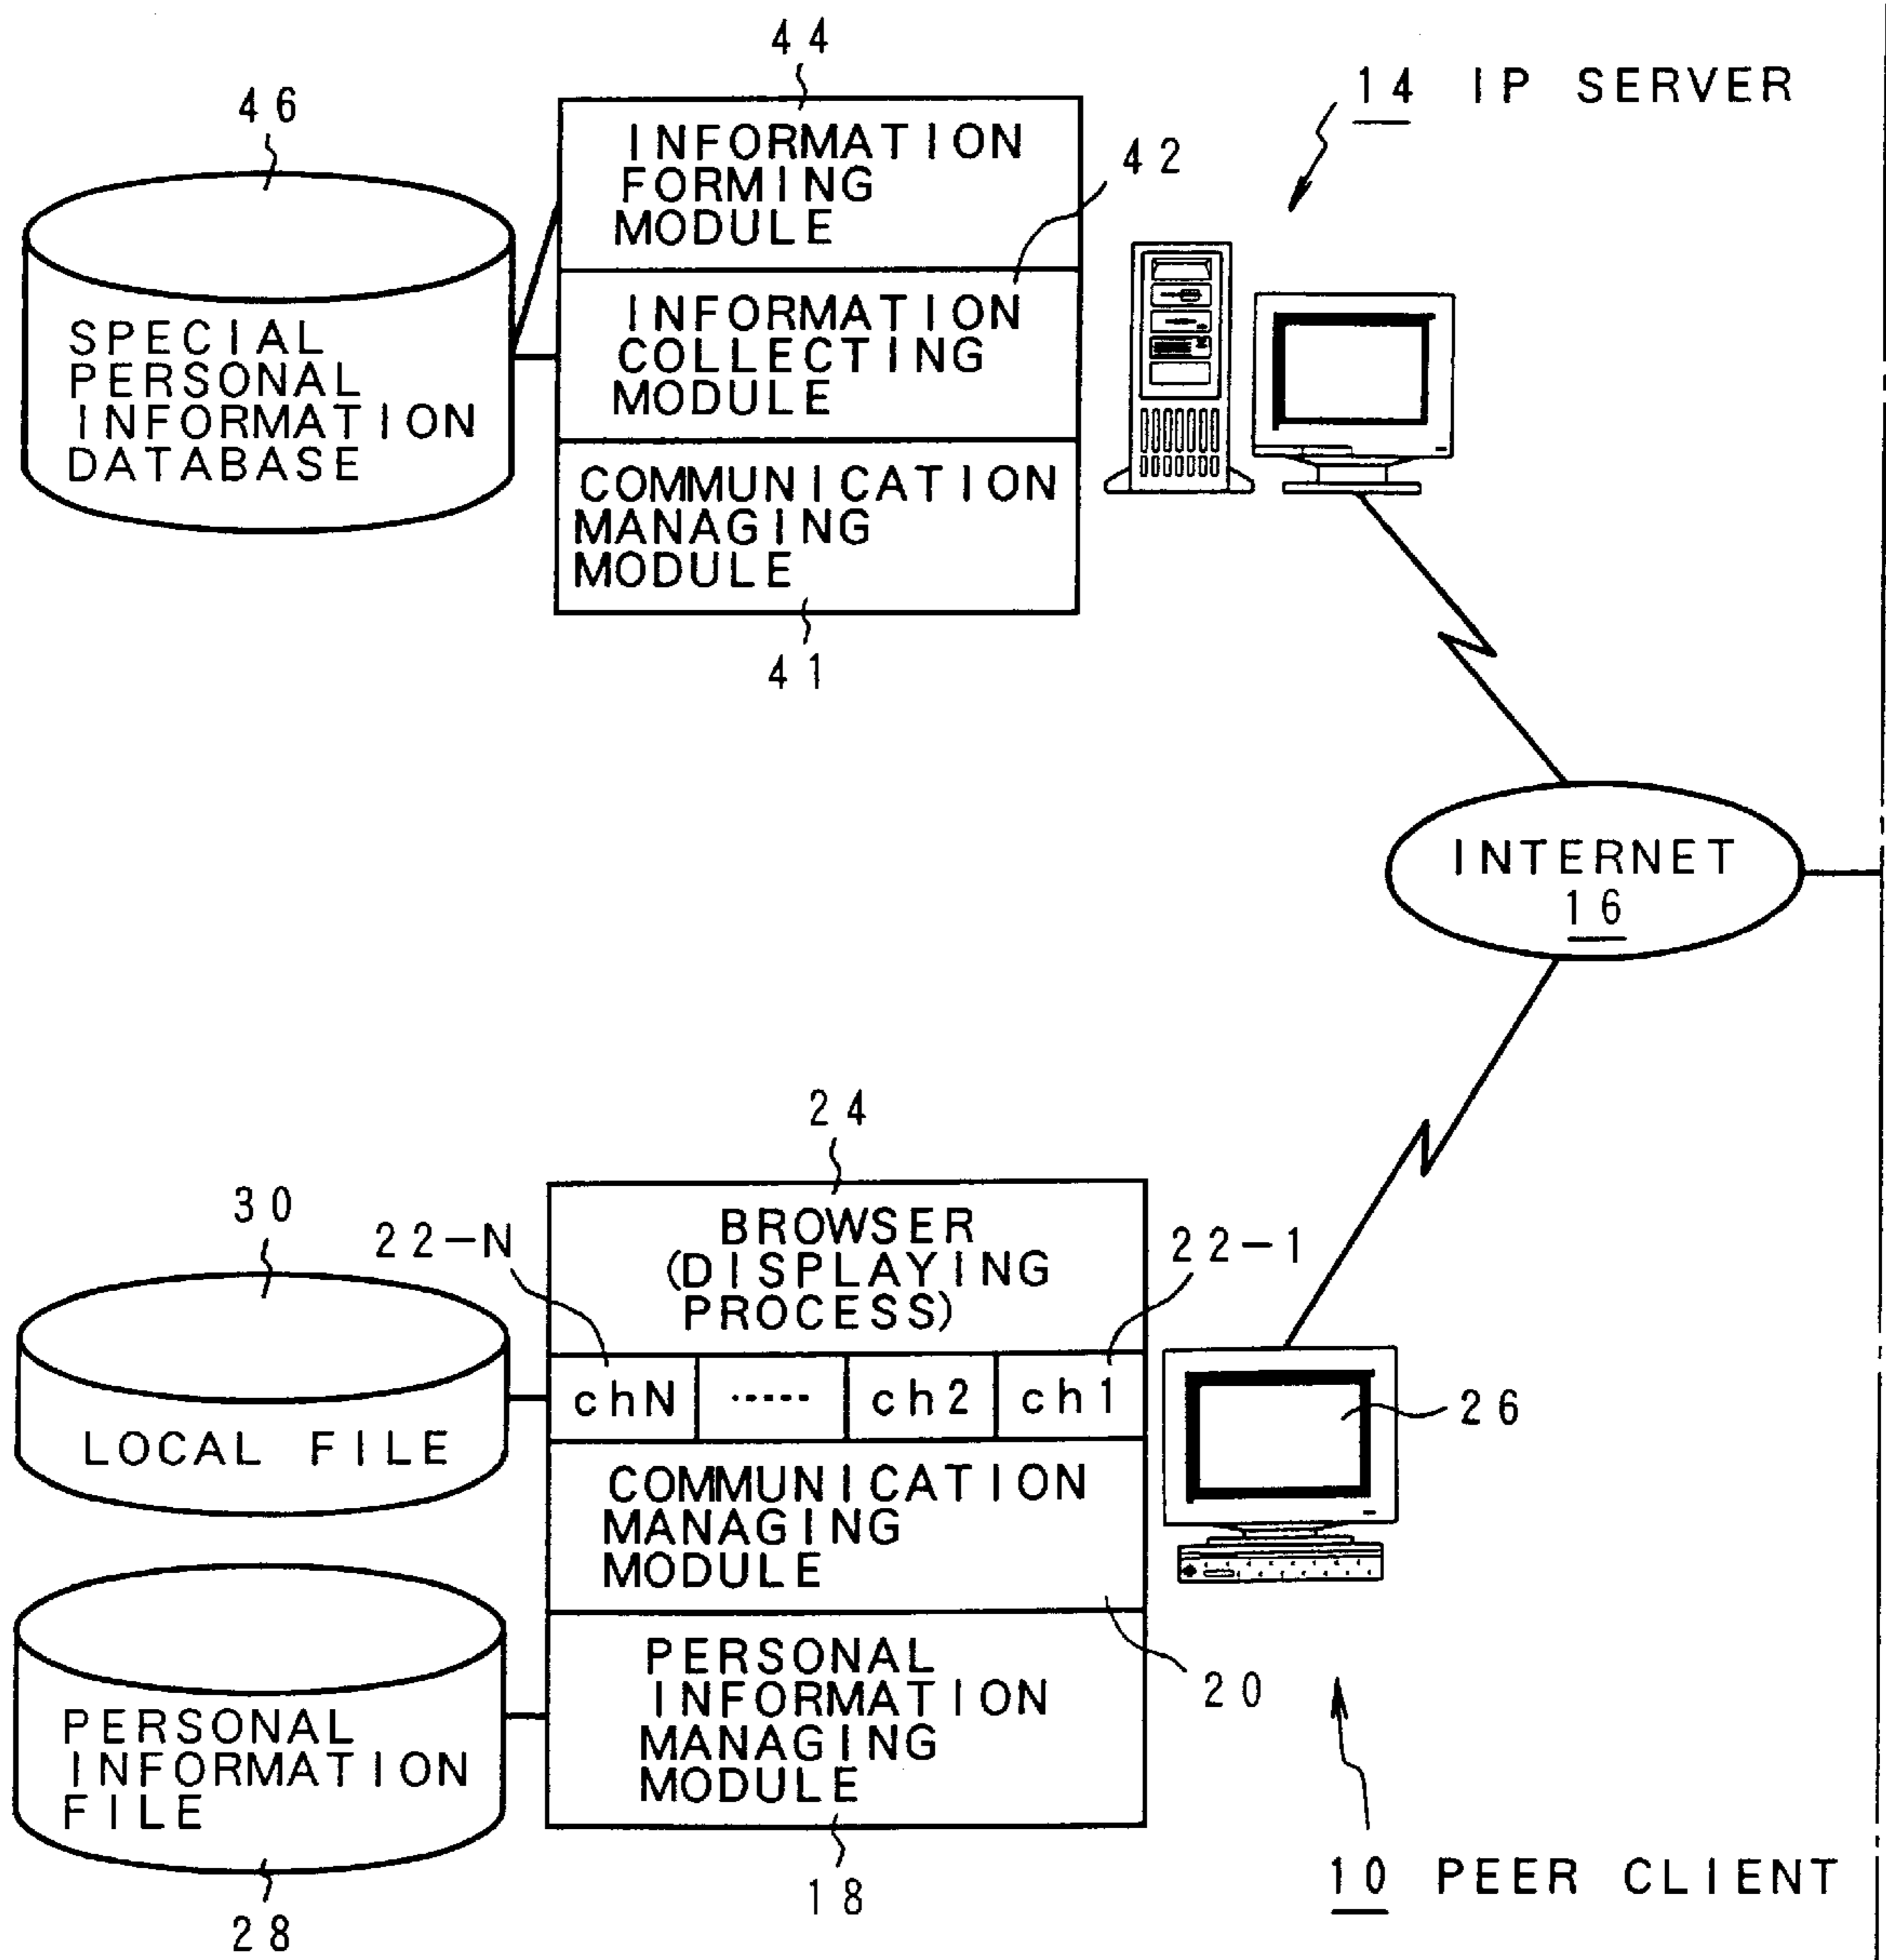 44
14 IP SERVER
46
INFORMATION
FORMING
MODULE
42
SPECIAL
PERSONAL
INFORMATION
DATABASE
INFORMATION
COLLECTING
MODULE
COMMUNICATION
MANAGING
MODULE
41
INTERNET
16
24
30
22-N
BROWSER
(DISPLAYING
PROCESS)
22-1
chN ----- ch2 ch1
26
LOCAL FILE
COMMUNICATION
MANAGING
MODULE
20
PERSONAL
INFORMATION
MANAGING
MODULE
PERSONAL
INFORMATION
FILE
18
10 PEER CLIENT
28